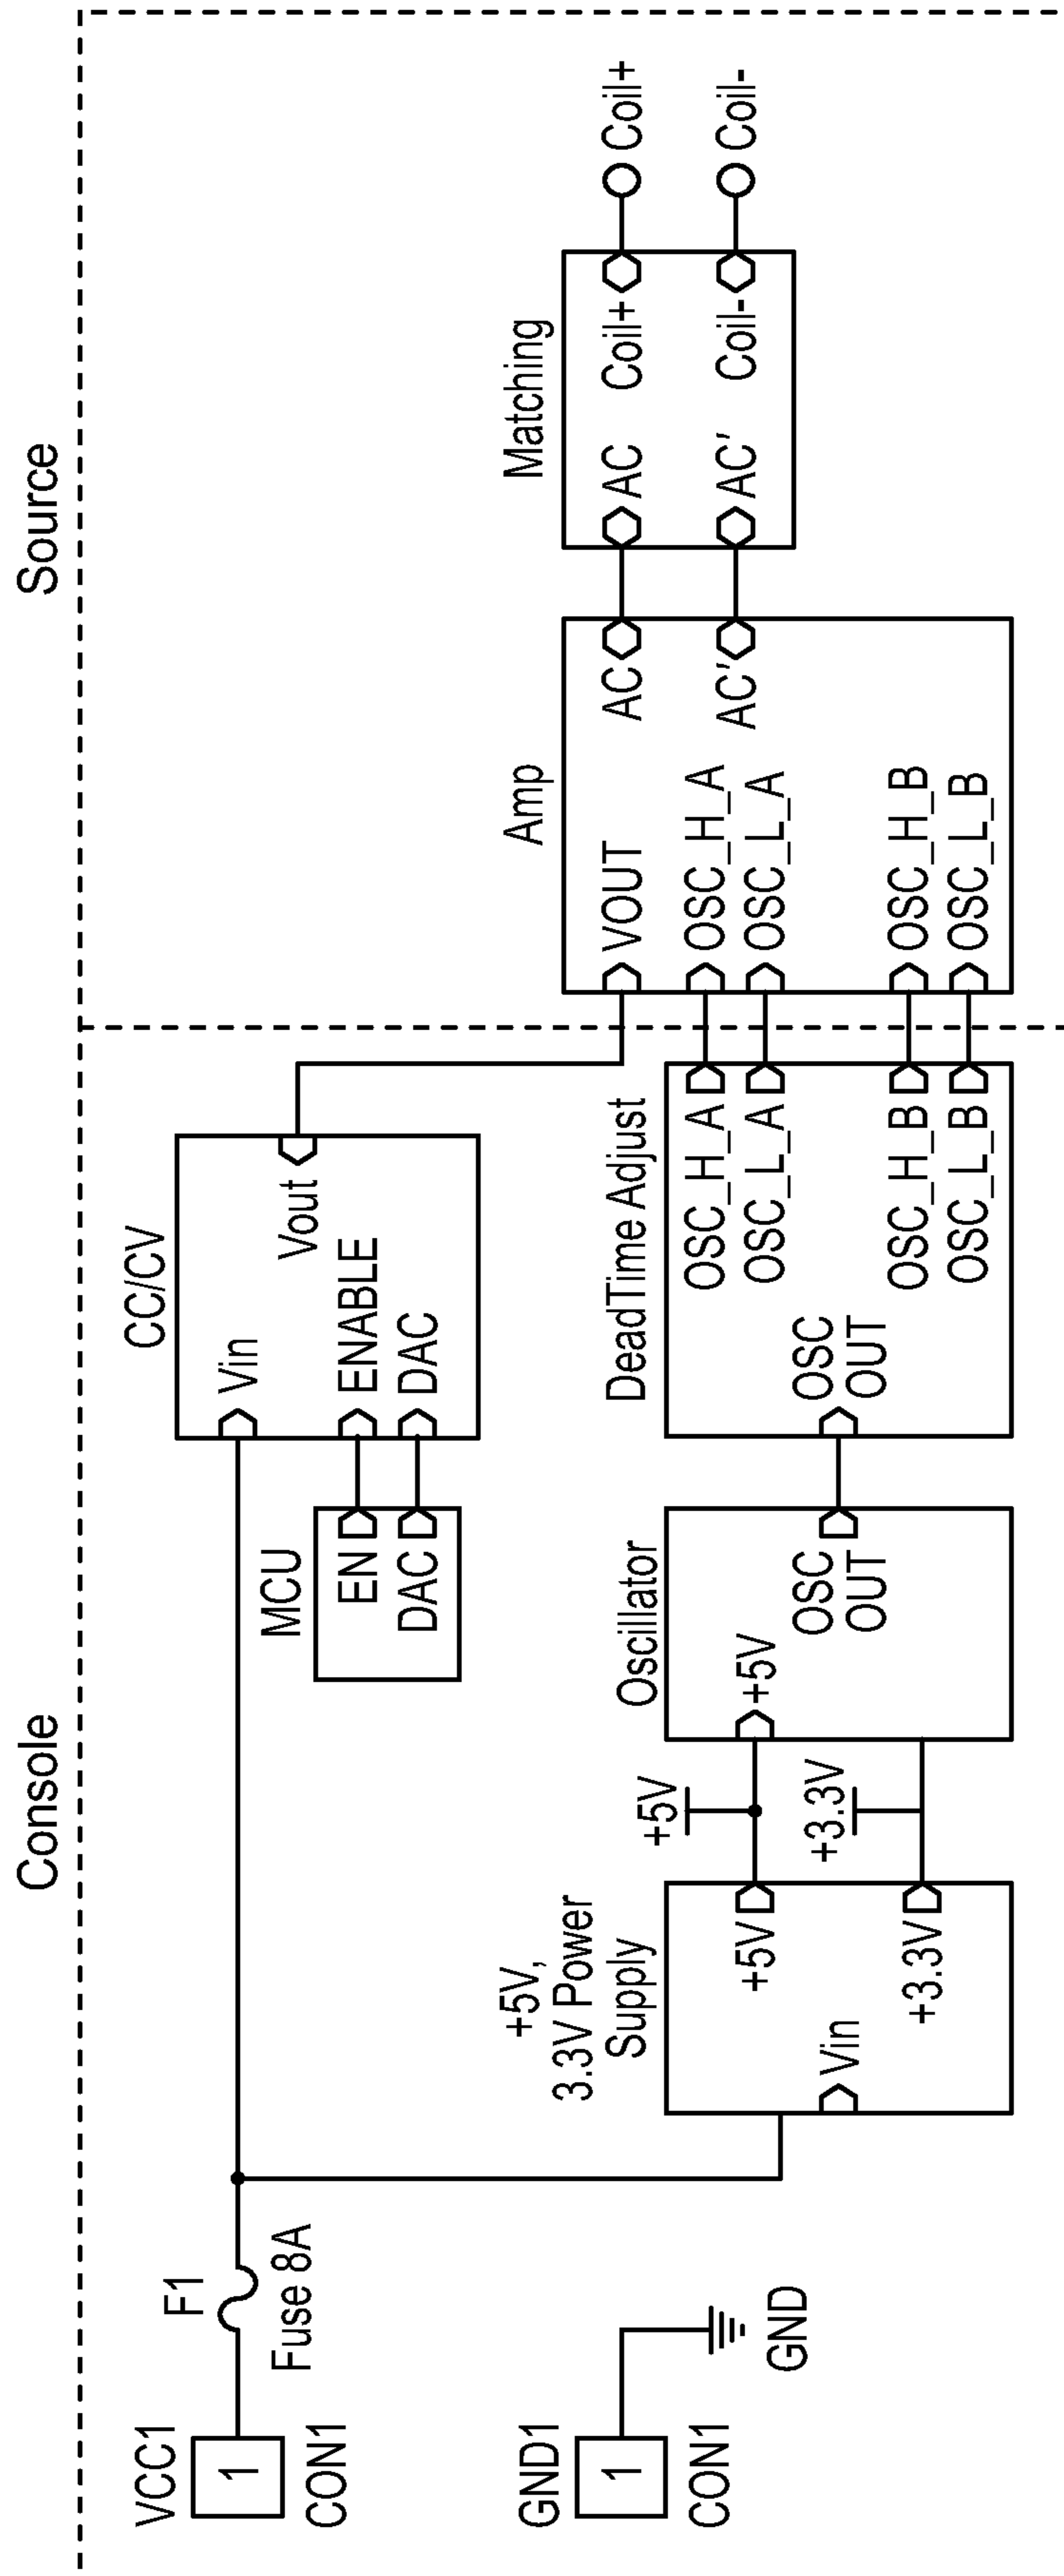 Console
Source
VCC1
1
CON1
F1
Fuse 8A
GND1
1
CON1
GND
CC/CV
Vin
Vout
ENABLE
DAC
MCU
EN
DAC
+5V,
3.3V Power
Supply
+5V
Vin
+3.3V
+5V
+3.3V
Oscillator
+5V
OSC
OUT
DeadTime Adjust
OSC
OUT
OSC_H_A
OSC_L_A
OSC_H_B
OSC_L_B
Amp
VOUT
AC
OSC_H_A
AC'
OSC_L_A
OSC_H_B
OSC_L_B
Matching
AC Coil+
AC' Coil-
Coil+
Coil-